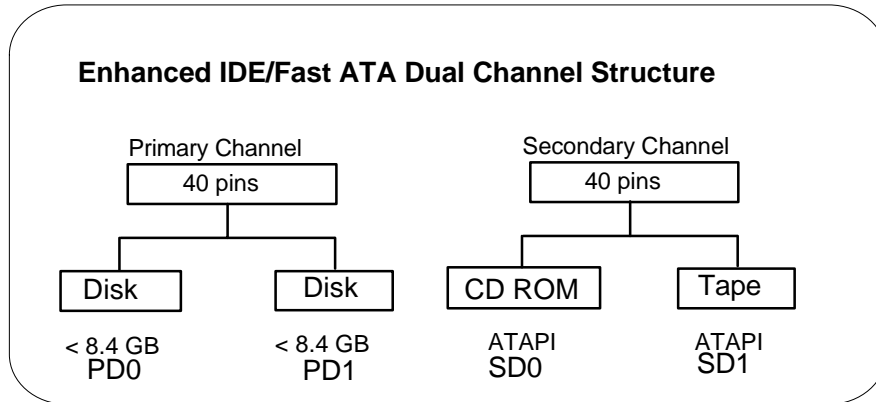 Enhanced IDE/Fast ATA Dual Channel Structure
Primary Channel
40 pins
Disk
< 8.4 GB
PD0
Disk
< 8.4 GB
PD1
Secondary Channel
40 pins
CD ROM
ATAPI
SD0
Tape
ATAPI
SD1